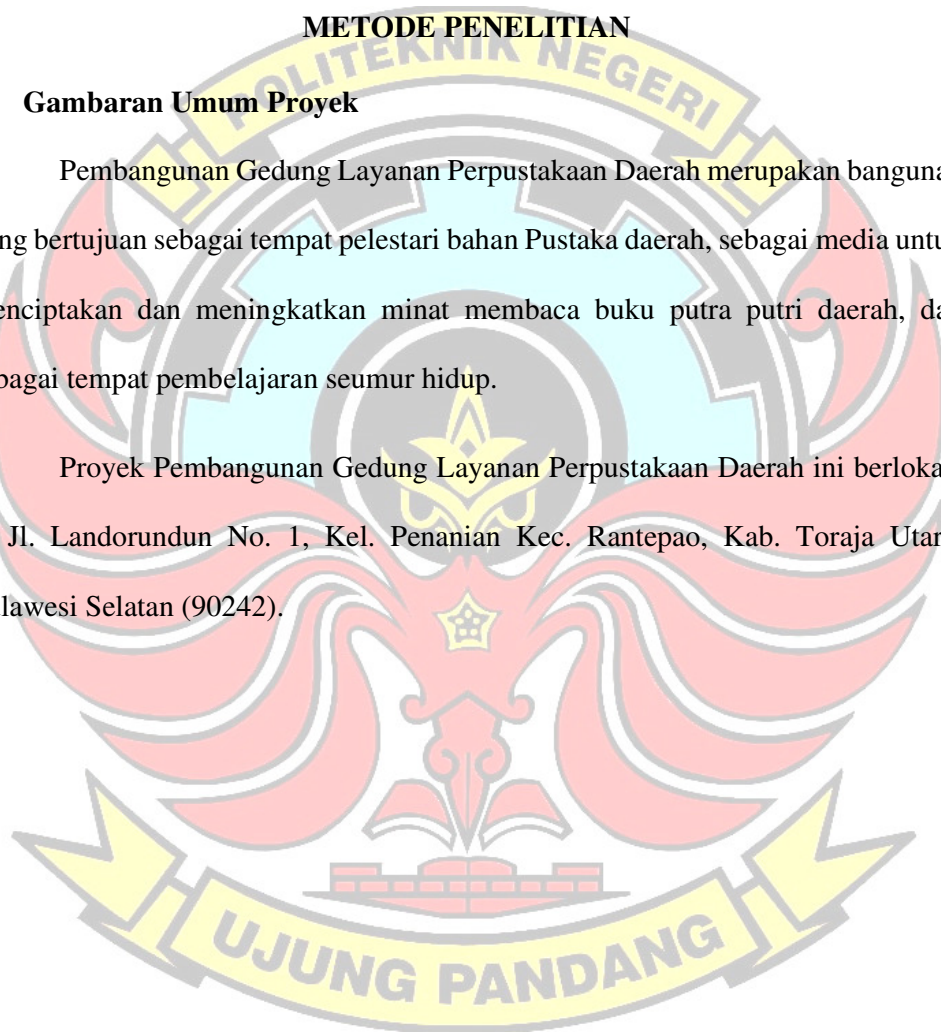 METODE PENELITIAN
POLITEKNIK NEGERI
Gambaran Umum Proyek
Pembangunan Gedung Layanan Perpustakaan Daerah merupakan banguna
ng bertujuan sebagai tempat pelestari bahan Pustaka daerah, sebagai media untu
enciptakan dan meningkatkan minat membaca buku putra putri daerah, da
bagai tempat pembelajaran seumur hidup.
Proyek Pembangunan Gedung Layanan Perpustakaan Daerah ini berloka
Jl. Landorundun No. 1, Kel. Penanian Kec. Rantepao, Kab. Toraja Utar
lawesi Selatan (90242).
UJUNG PANDANG